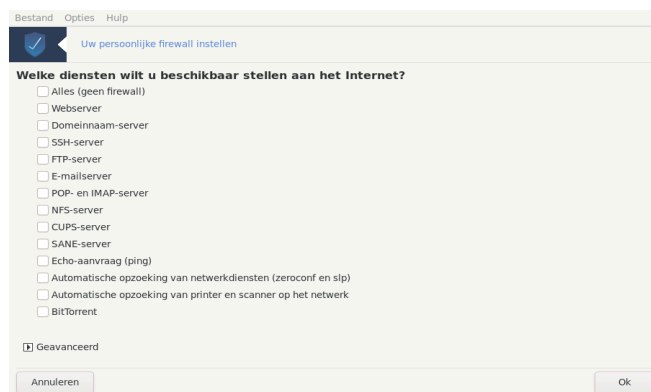 Bestand Opties Hulp
Uw persoonlijke firewall instellen
Welke diensten wilt u beschikbaar stellen aan het Internet?
Alles (geen firewall)
Webserver
Domeinnaam-server
SSH-server
FTP-server
E-mailserver
POP- en IMAP-server
NFS-server
CUPS-server
SANE-server
Echo-aanvraag (ping)
Automatische opzoeking van netwerkdiensten (zeroconf en slp)
Automatische opzoeking van printer en scanner op het netwerk
BitTorrent
Geavanceerd
Annuleren Ok